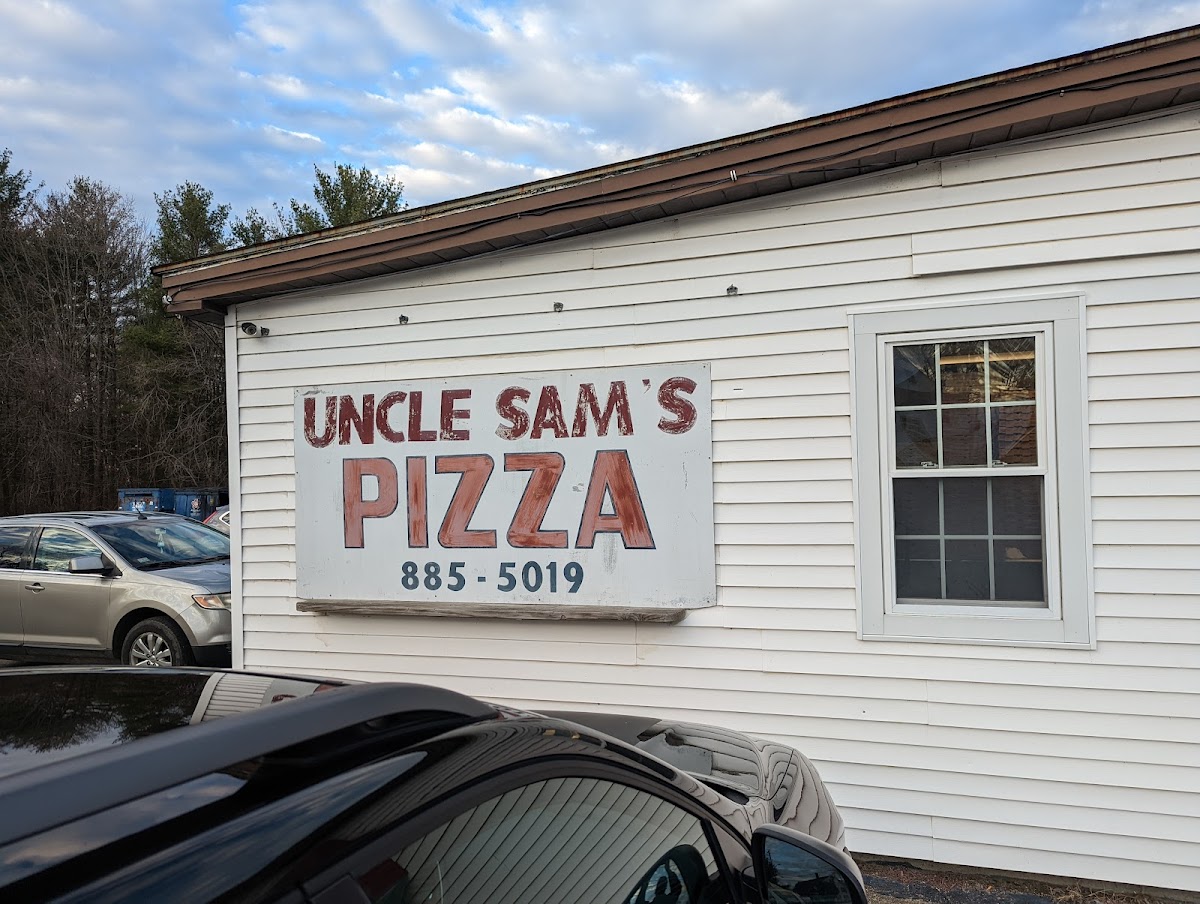 UNCLE SAM'S
PIZZA
885-5019